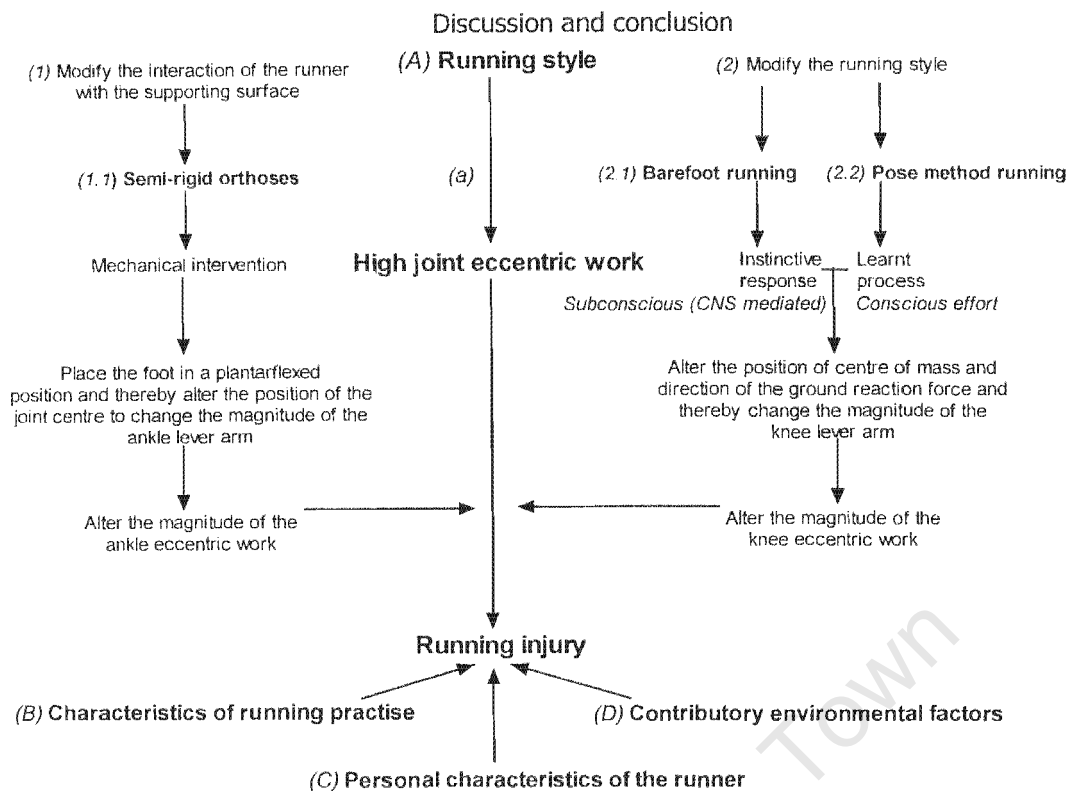 Discussion and conclusion
(1) Modify the interaction of the runner
with the supporting surface
(A) Running style
(2) Modify the running style
(1.1) Semi-rigid orthoses
(a)
(2.1) Barefoot running
(2.2) Pose method running
Mechanical intervention
High joint eccentric work
Instinctive
response
Subconscious (CNS mediated)
Learnt
process
Conscious effort
Place the foot in a plantarflexed
position and thereby alter the position of the
joint centre to change the magnitude of the
ankle lever arm
Alter the position of centre of mass and
direction of the ground reaction force and
thereby change the magnitude of the
knee lever arm
Alter the magnitude of the
ankle eccentric work
Alter the magnitude of the
knee eccentric work
Running injury
(B) Characteristics of running practise
(D) Contributory environmental factors
(C) Personal characteristics of the runner
Town